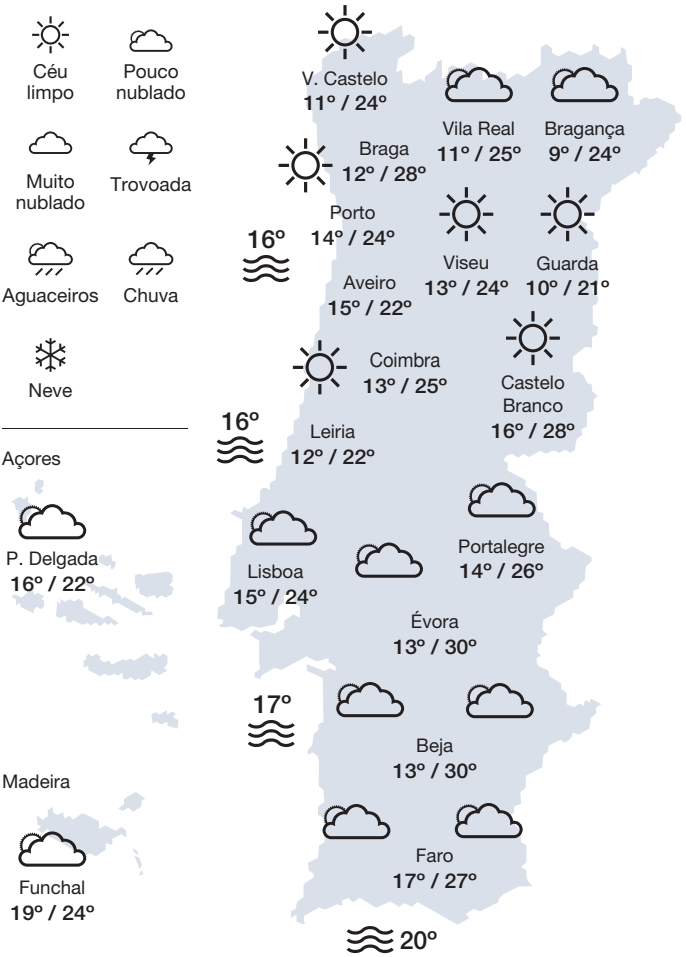 Céu
limpo
Pouco
nublado
Muito
nublado
Trovoada
Aguaceiros
Chuva
Neve
Açores
P. Delgada
16º / 22º
Madeira
Funchal
19º / 24º
V. Castelo
11º / 24º
Vila Real
11º / 25º
Bragança
9º / 24º
Braga
12º / 28º
Porto
14º / 24º
16º
Viseu
13º / 24º
Guarda
10º / 21º
Aveiro
15º / 22º
Coimbra
13º / 25º
Castelo
Branco
16º / 28º
16º
Leiria
12º / 22º
Lisboa
15º / 24º
Portalegre
14º / 26º
Évora
13º / 30º
17º
Beja
13º / 30º
Faro
17º / 27º
20º